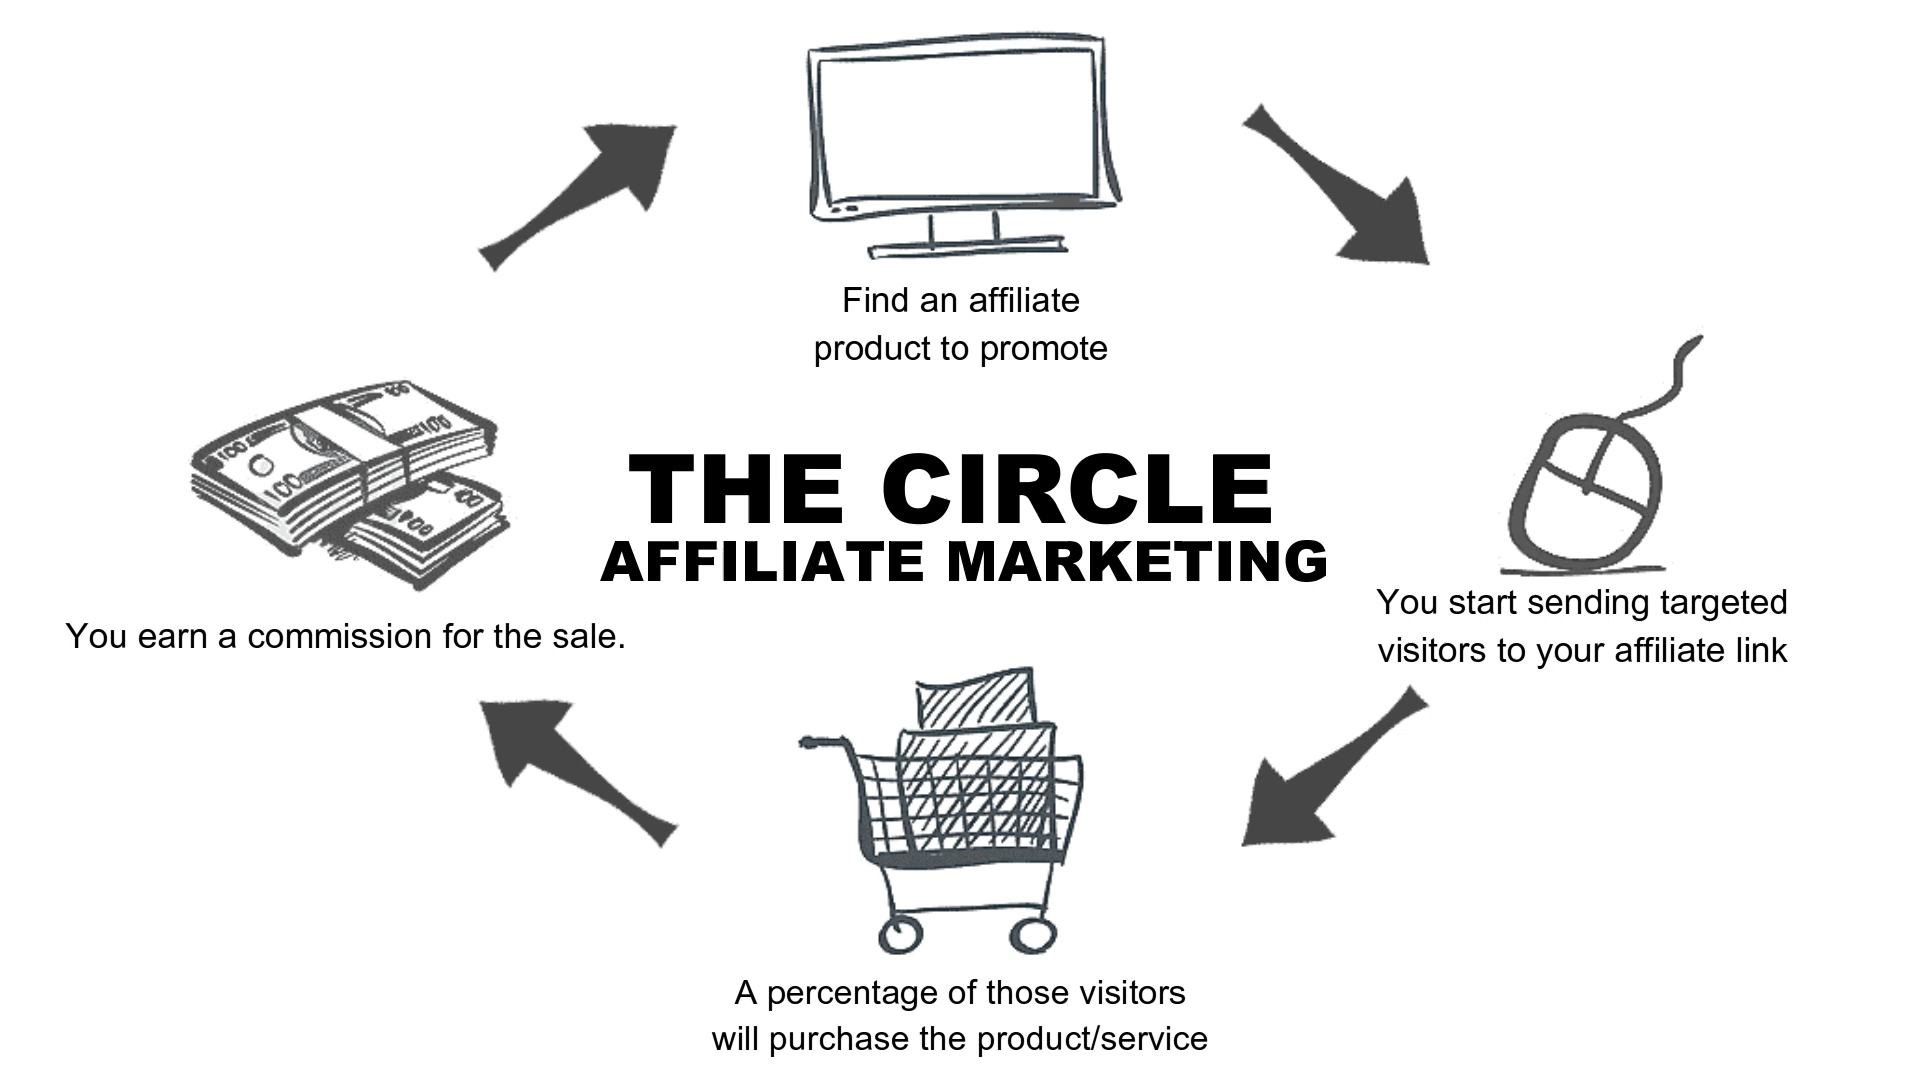 Find an affiliate
product to promote
THE CIRCLE
AFFILIATE MARKETING
You start sending targeted
visitors to your affiliate link
A percentage of those visitors
will purchase the product/service
You earn a commission for the sale.